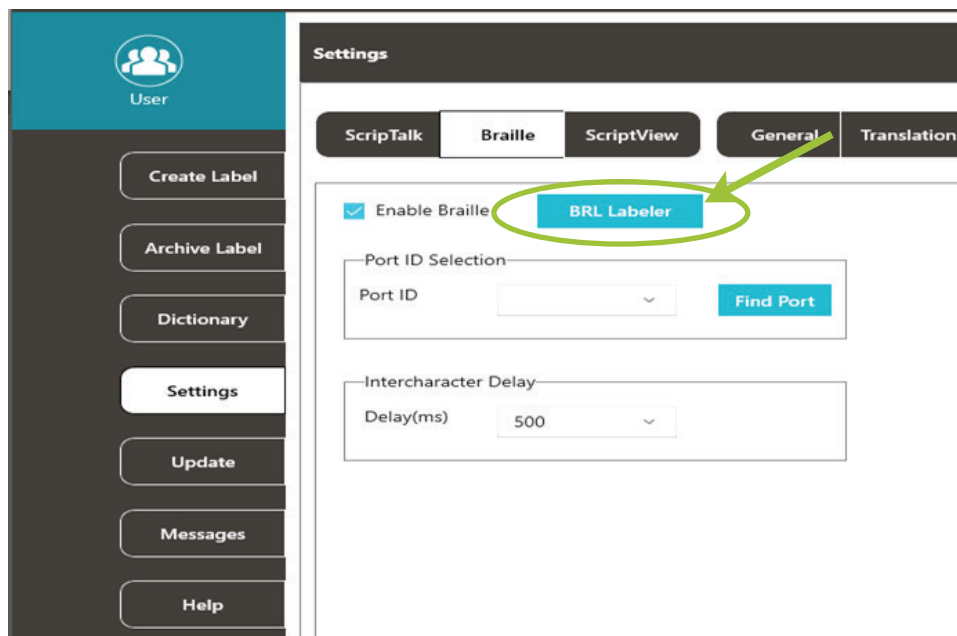 User
Create Label
Archive Label
Dictionary
Settings
Update
Messages
Help
Settings
ScripTalk Braille ScriptView General Translation
Enable Braille BRL Labeler
Port ID Selection
Port ID Find Port
Intercharacter Delay
Delay(ms) 500